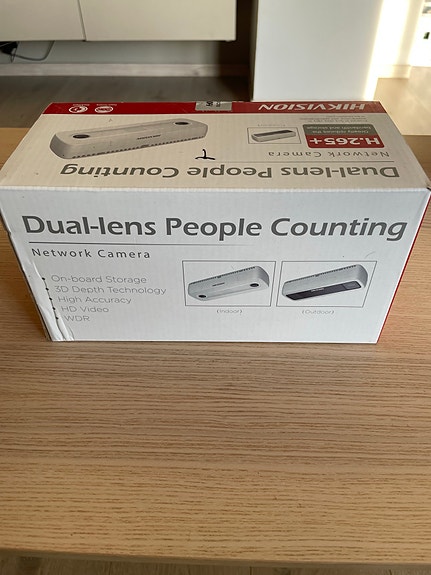 HIKVISION
H.265+
Network Camera
Dual-lens People Counting
Dual-lens People Counting
Network Camera
On-board Storage
3D Depth Technology
High Accuracy
HD Video
WDR
(Indoor)
(Outdoor)